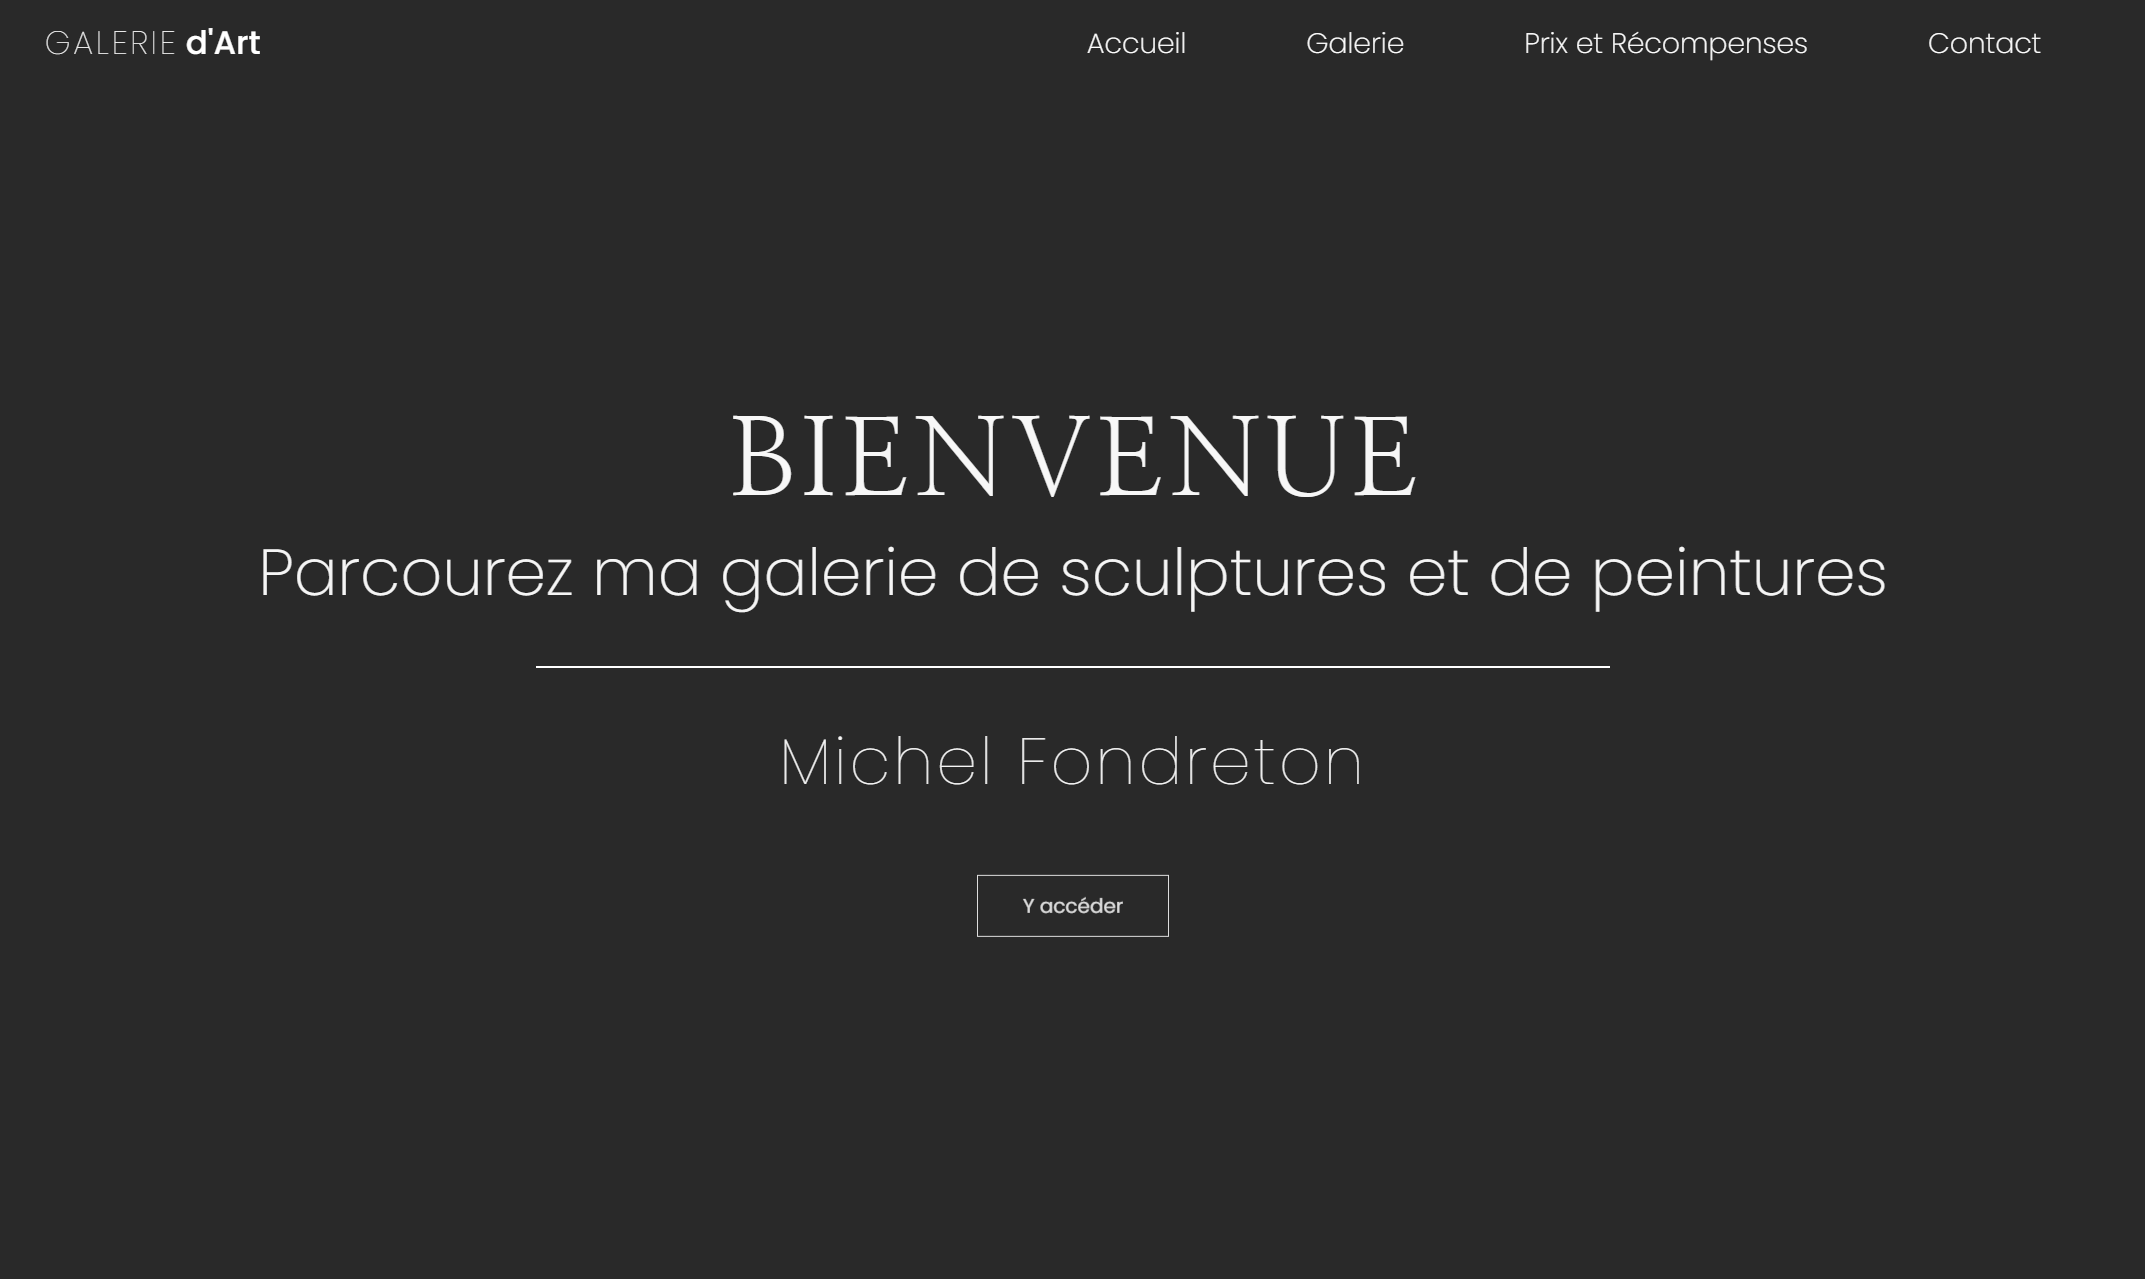 GALERIE d'Art
Accueil
Galerie
Prix et Récompenses
Contact
BIENVENUE
Parcourez ma galerie de sculptures et de peintures
Michel Fondreton
Y accéder